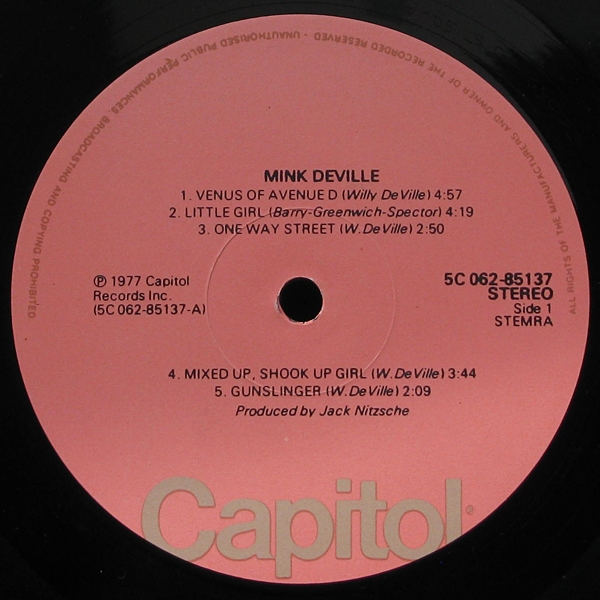 ALL RIGHTS OF THE MANUFACTURERS AND OWNER OF THE RECORDED RESERVED · UNAUTHORISED PUBLIC PERFORMANCES, BROADCASTING AND COPYING PROHIBITED
MINK DEVILLE
1. VENUS OF AVENUE D (Willy DeVille) 4:57
2. LITTLE GIRL (Barry-Greenwich-Spector) 4:19
3. ONE WAY STREET (W.DeVille) 2:50
℗ 1977 Capitol
Records Inc.
(5C 062-85137-A)
5C 062-85137
STEREO
Side 1
STEMRA
4. MIXED UP, SHOOK UP GIRL (W.DeVille) 3:44
5. GUNSLINGER (W.DeVille) 2:09
Produced by Jack Nitzsche
Capitol®